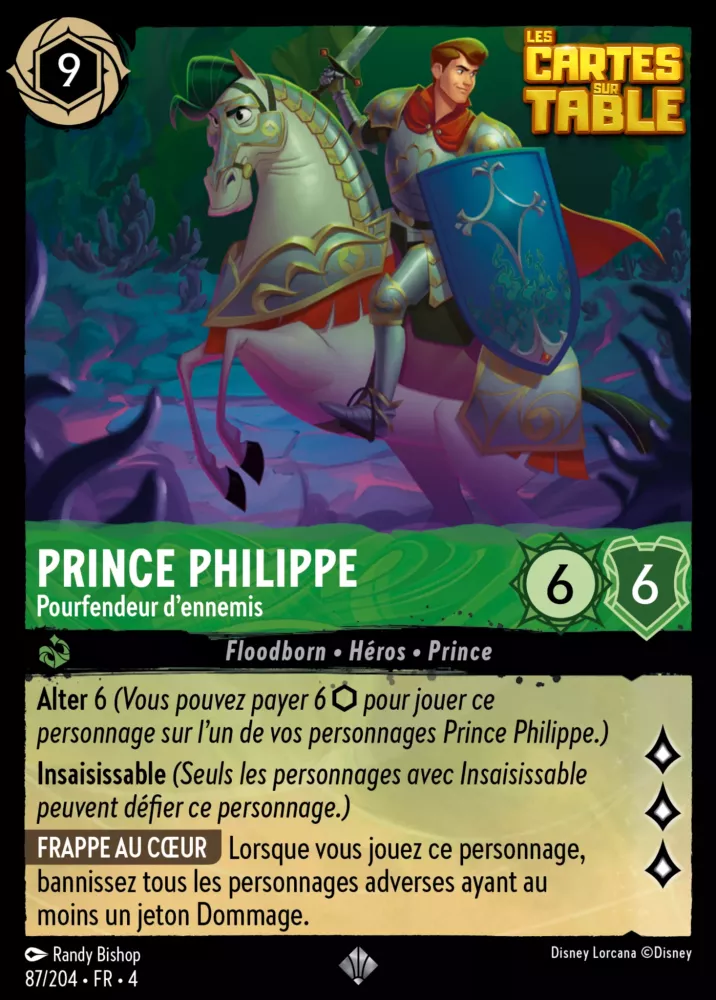 9
LES
CARTES
SUR
TABLE
PRINCE PHILIPPE
Pourfendeur d’ennemis
6
6
Floodborn • Héros • Prince
Alter 6 (Vous pouvez payer 6 ⬡ pour jouer ce
personnage sur l’un de vos personnages Prince Philippe.)
Insaisissable (Seuls les personnages avec Insaisissable
peuvent défier ce personnage.)
FRAPPE AU CŒUR Lorsque vous jouez ce personnage,
bannissez tous les personnages adverses ayant au
moins un jeton Dommage.
Randy Bishop
87/204 • FR • 4
Disney Lorcana ©Disney